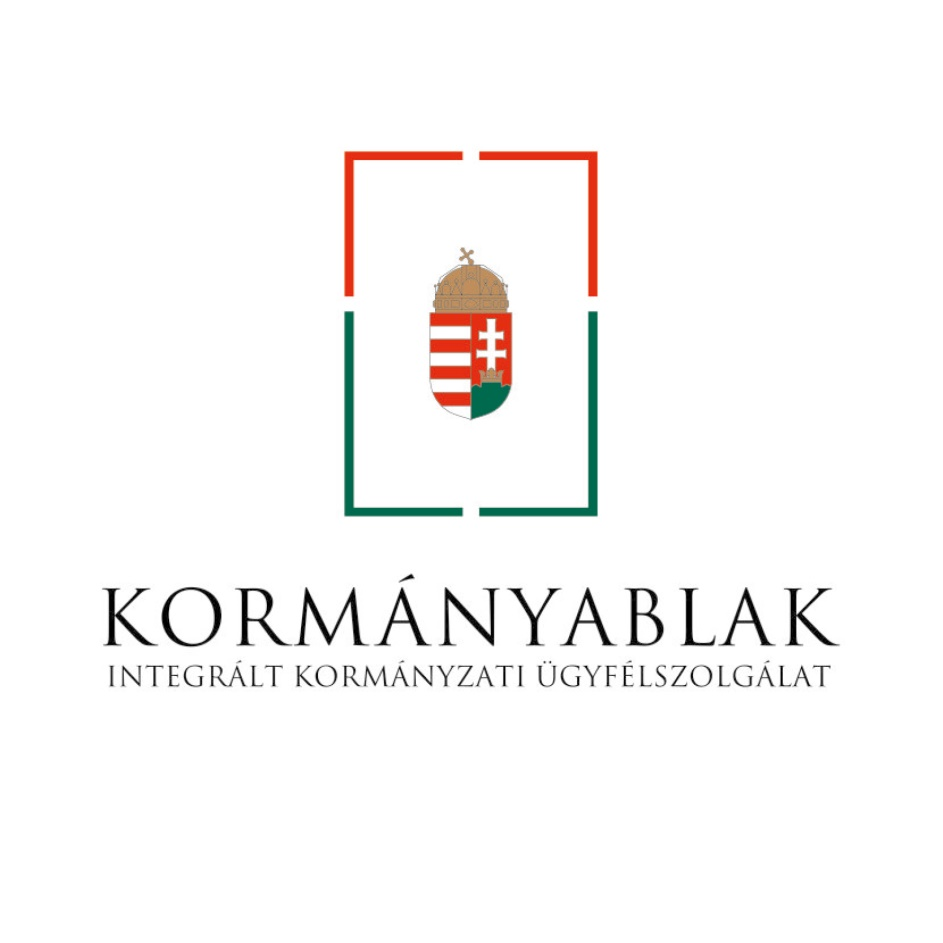 KORMÁNYABLAK
INTEGRÁLT KORMÁNYZATI ÜGYFÉLSZOLGÁLAT